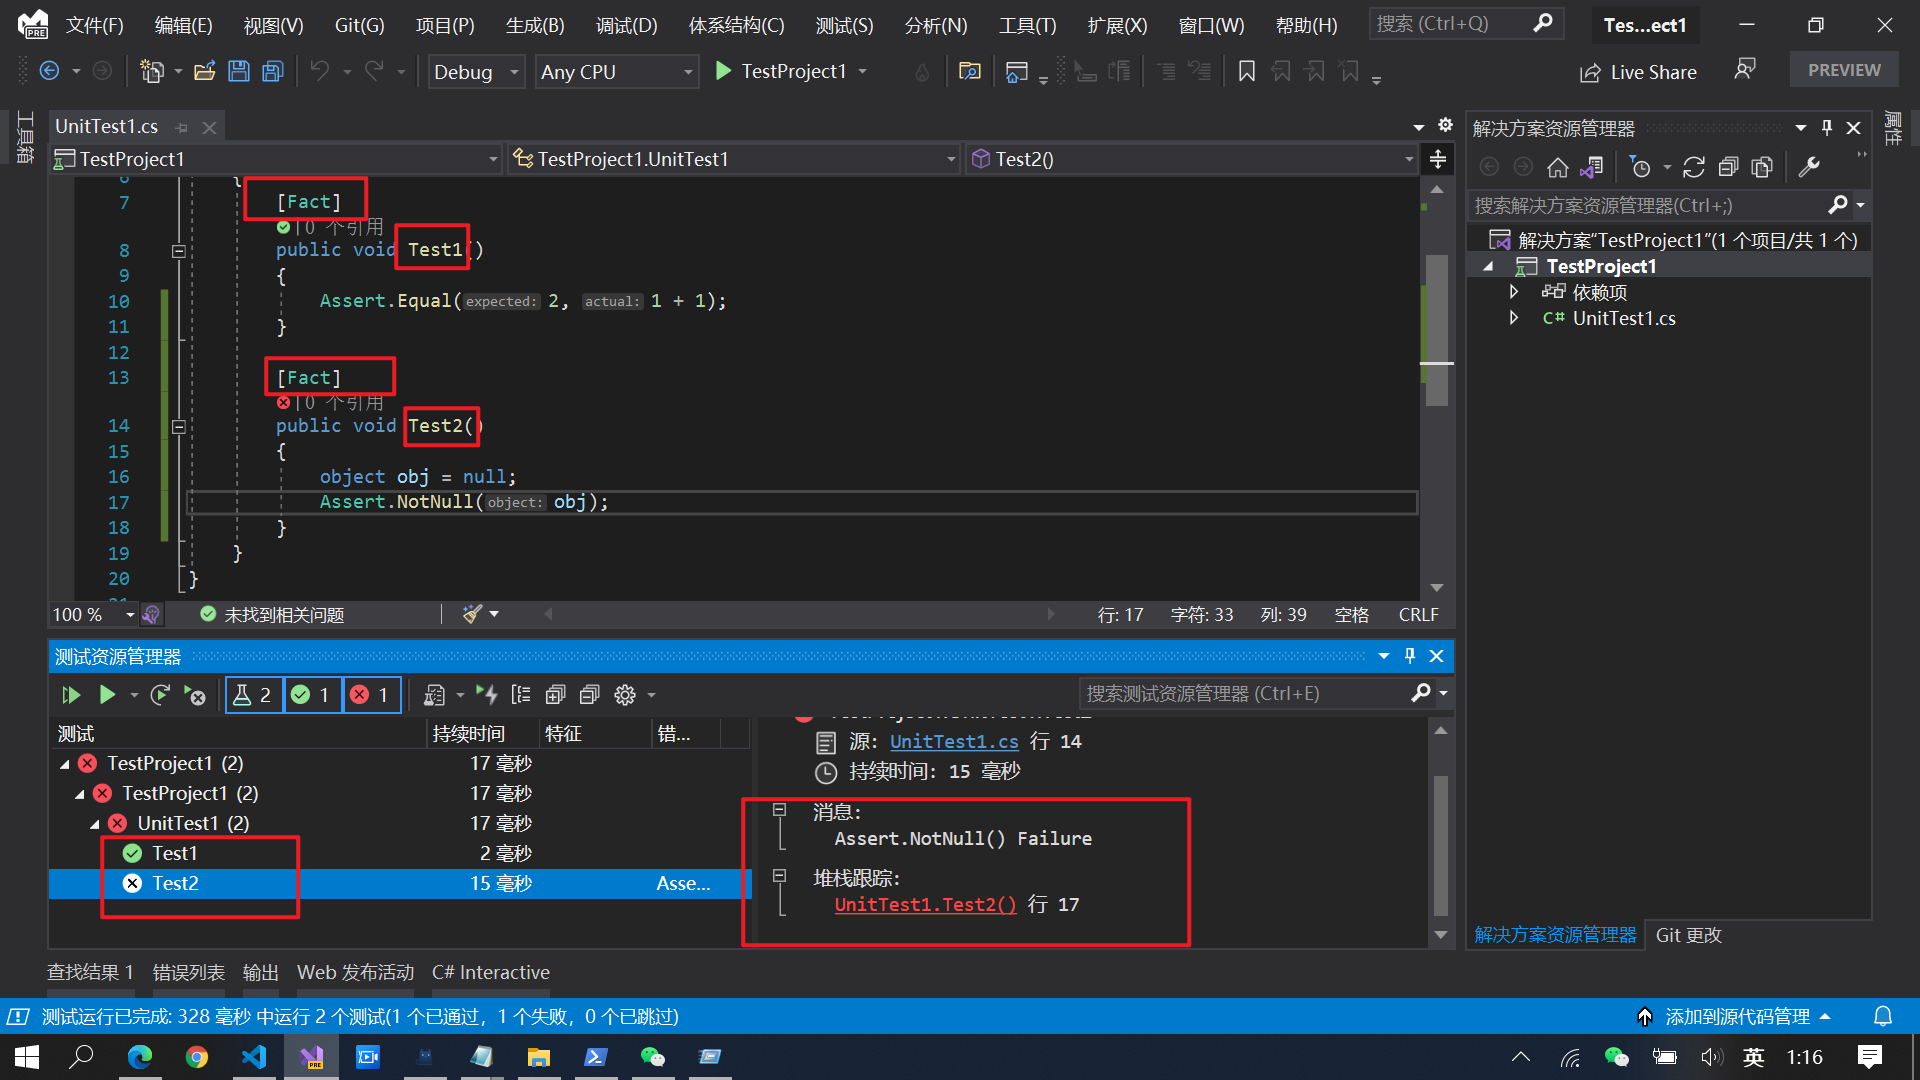 文件(F) 编辑(E) 视图(V) Git(G) 项目(P) 生成(B) 调试(D) 体系结构(C) 测试(S) 分析(N) 工具(T) 扩展(X) 窗口(W) 帮助(H) 搜索 (Ctrl+Q) Tes...ect1
Debug Any CPU TestProject1 Live Share PREVIEW
工具箱
UnitTest1.cs
TestProject1 TestProject1.UnitTest1 Test2()
6 {
7 [Fact]
0 个引用
8 public void Test1()
9 {
10 Assert.Equal(expected: 2, actual: 1 + 1);
11 }
12
13 [Fact]
0 个引用
14 public void Test2()
15 {
16 object obj = null;
17 Assert.NotNull(object: obj);
18 }
19 }
20 }
21
100 % 未找到相关问题 行: 17 字符: 33 列: 39 空格 CRLF
解决方案资源管理器
搜索解决方案资源管理器(Ctrl+;)
解决方案"TestProject1"(1 个项目/共 1 个)
TestProject1
依赖项
C# UnitTest1.cs
解决方案资源管理器 Git 更改
属性
测试资源管理器
2 1 1 搜索测试资源管理器 (Ctrl+E)
测试 持续时间 特征 错...
TestProject1 (2) 17 毫秒
TestProject1 (2) 17 毫秒
UnitTest1 (2) 17 毫秒
Test1 2 毫秒
Test2 15 毫秒 Asse...
源: UnitTest1.cs 行 14
持续时间: 15 毫秒
消息:
Assert.NotNull() Failure
堆栈跟踪:
UnitTest1.Test2() 行 17
查找结果 1 错误列表 输出 Web 发布活动 C# Interactive
测试运行已完成: 328 毫秒 中运行 2 个测试(1 个已通过，1 个失败，0 个已跳过) 添加到源代码管理
英 1:16